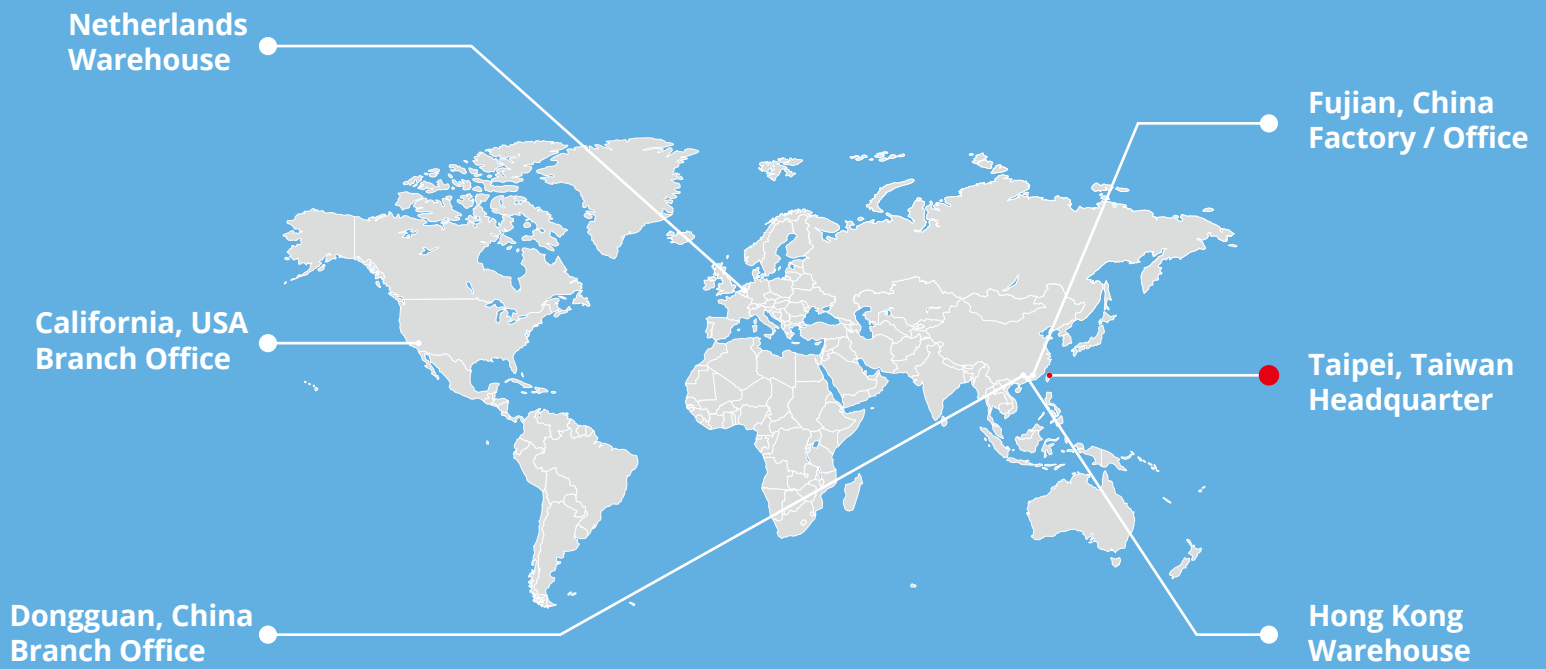 Netherlands
Warehouse
Fujian, China
Factory / Office
California, USA
Branch Office
Taipei, Taiwan
Headquarter
Dongguan, China
Branch Office
Hong Kong
Warehouse